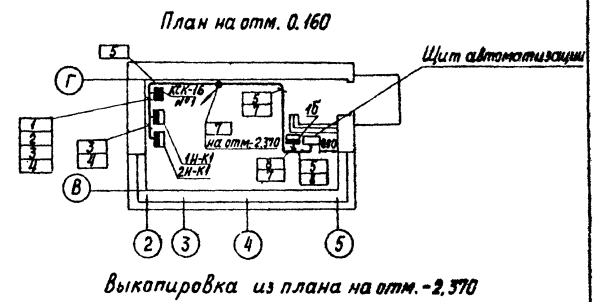 План на отм. 0.160
5
Щит автоматизации
Г
КСК-16
№1
1
2
3
4
3
4
1Н-К1
2Н-К1
7
на отм-2,370
5
7
1б
8
7
5
В
2
3
4
5
Выкопировка из плана на отм. -2,370